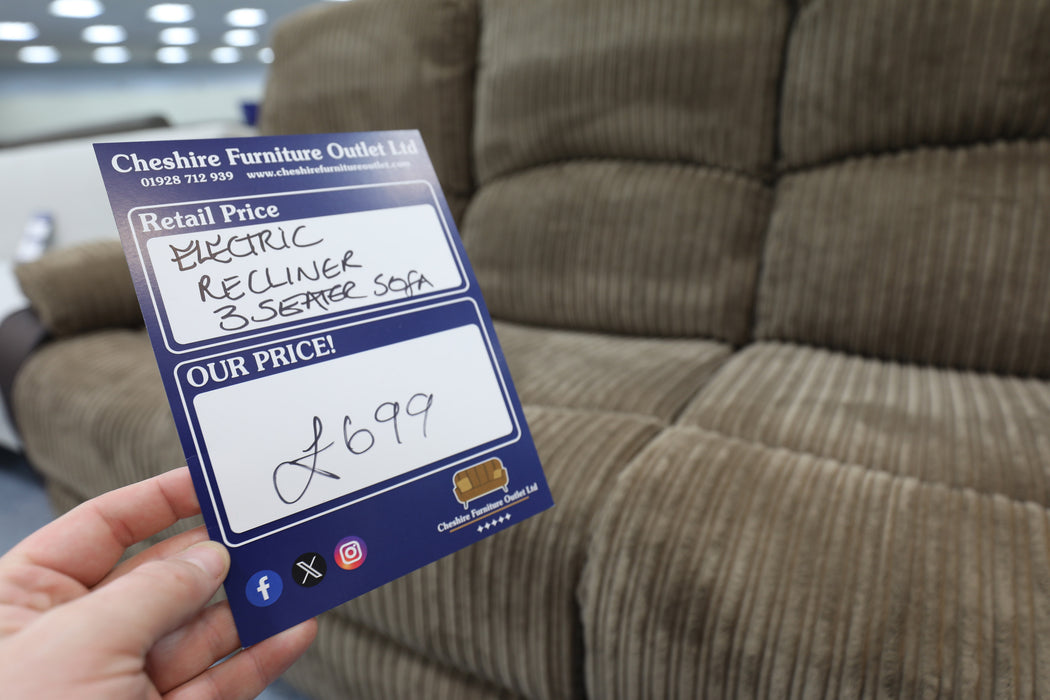 Cheshire Furniture Outlet Ltd
01928 712 939 www.cheshirefurnitureoutlet.com
Retail Price
ELECTRIC
RECLINER
3 SEATER SOFA
OUR PRICE!
£699
Cheshire Furniture Outlet Ltd